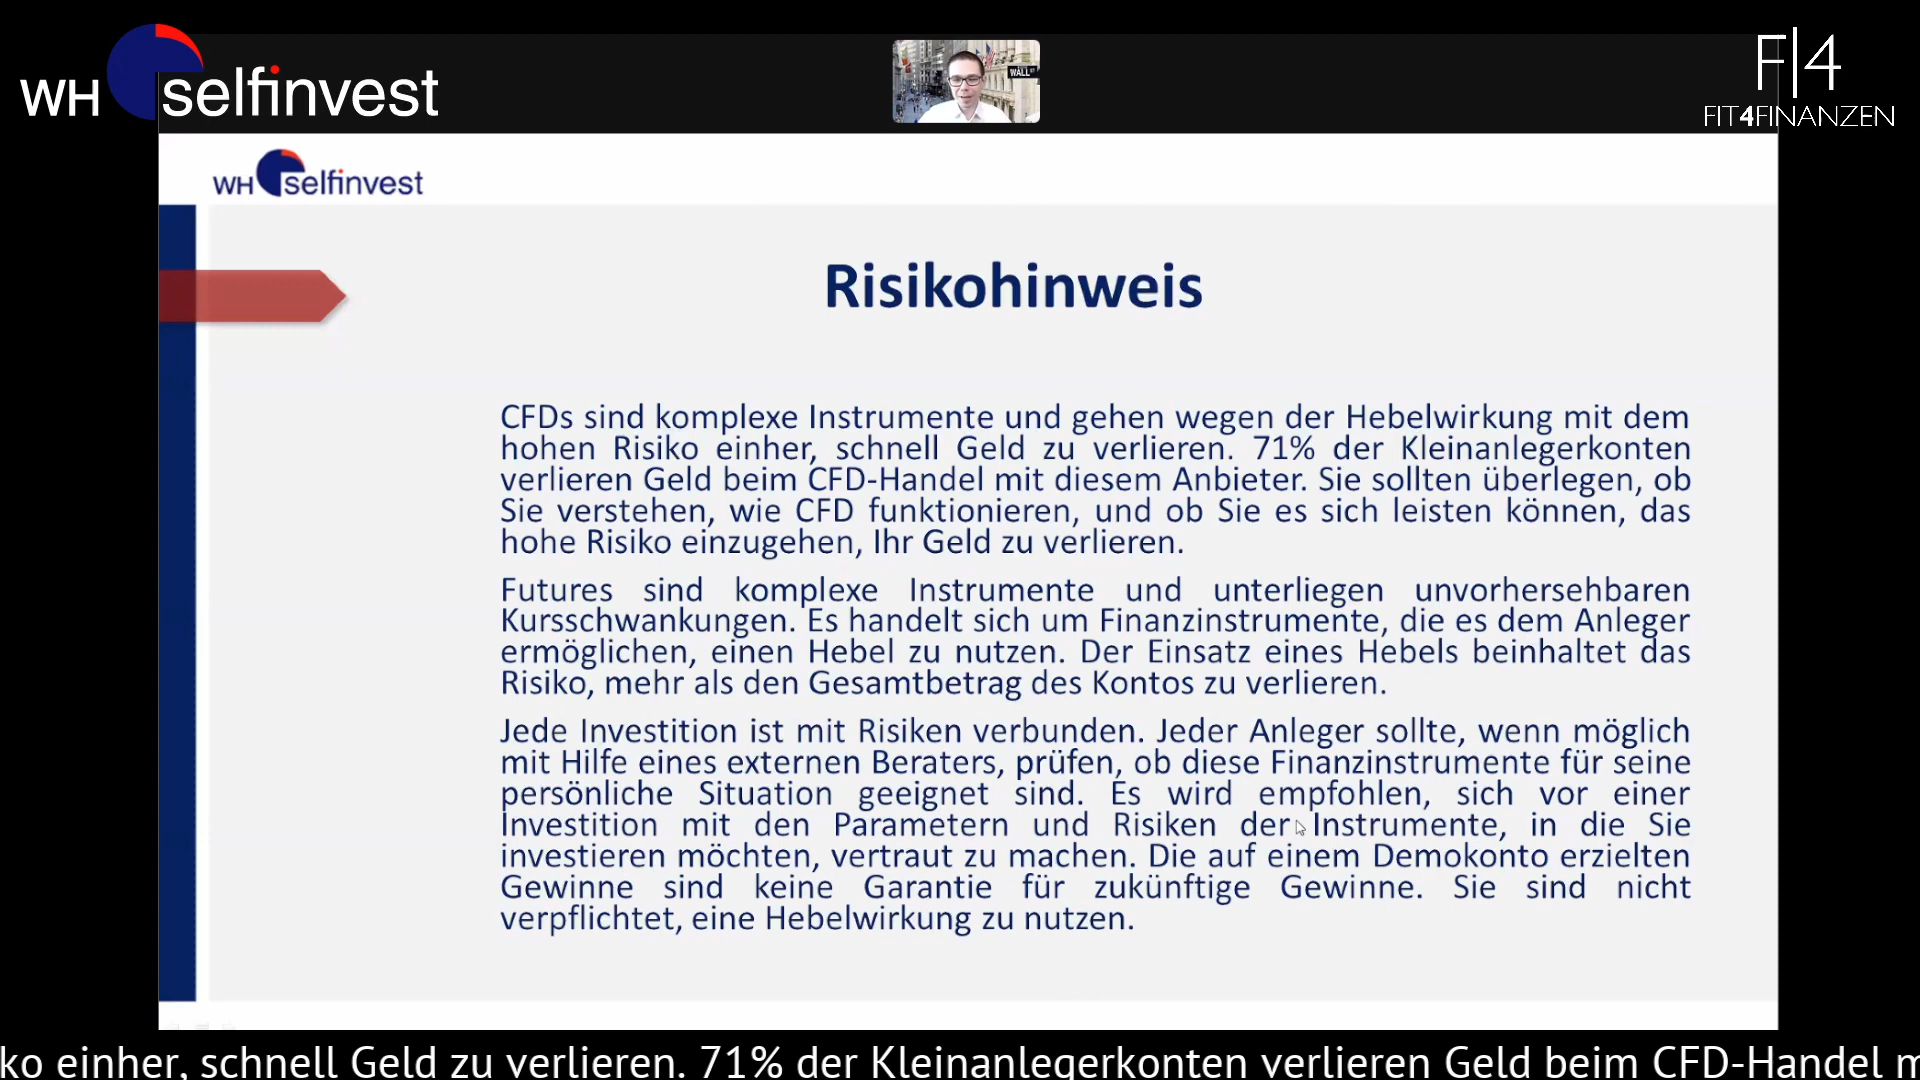 WH selfinvest
WALL ST
F|4
FIT4FINANZEN
WH selfinvest
Risikohinweis
CFDs sind komplexe Instrumente und gehen wegen der Hebelwirkung mit dem
hohen Risiko einher, schnell Geld zu verlieren. 71% der Kleinanlegerkonten
verlieren Geld beim CFD-Handel mit diesem Anbieter. Sie sollten überlegen, ob
Sie verstehen, wie CFD funktionieren, und ob Sie es sich leisten können, das
hohe Risiko einzugehen, Ihr Geld zu verlieren.
Futures sind komplexe Instrumente und unterliegen unvorhersehbaren
Kursschwankungen. Es handelt sich um Finanzinstrumente, die es dem Anleger
ermöglichen, einen Hebel zu nutzen. Der Einsatz eines Hebels beinhaltet das
Risiko, mehr als den Gesamtbetrag des Kontos zu verlieren.
Jede Investition ist mit Risiken verbunden. Jeder Anleger sollte, wenn möglich
mit Hilfe eines externen Beraters, prüfen, ob diese Finanzinstrumente für seine
persönliche Situation geeignet sind. Es wird empfohlen, sich vor einer
Investition mit den Parametern und Risiken der Instrumente, in die Sie
investieren möchten, vertraut zu machen. Die auf einem Demokonto erzielten
Gewinne sind keine Garantie für zukünftige Gewinne. Sie sind nicht
verpflichtet, eine Hebelwirkung zu nutzen.
ko einher, schnell Geld zu verlieren. 71% der Kleinanlegerkonten verlieren Geld beim CFD-Handel m